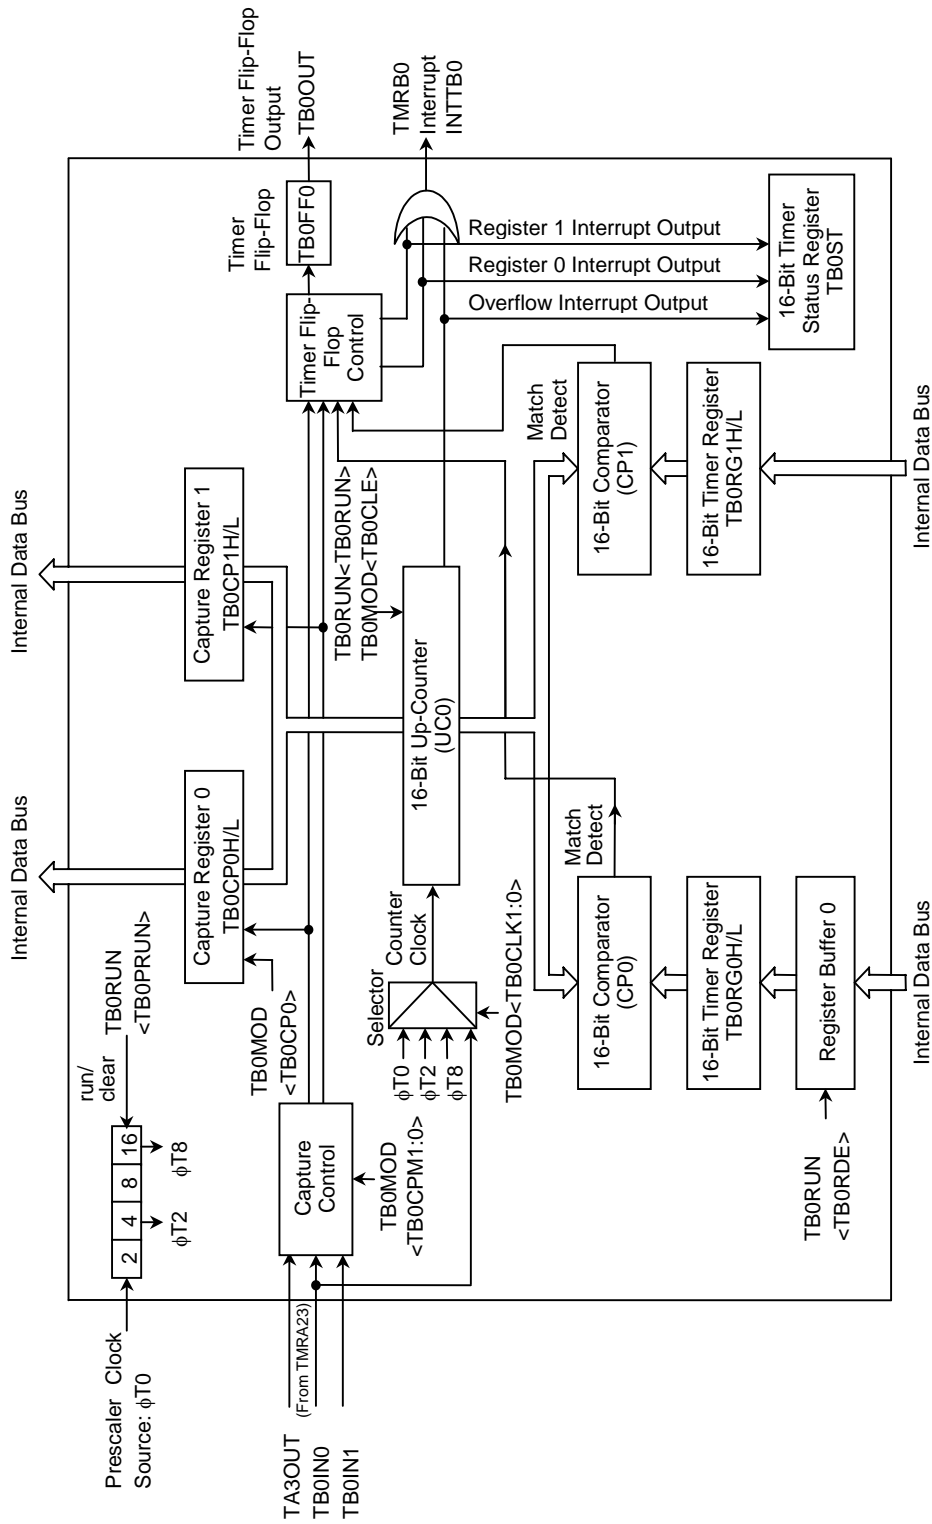 Prescaler Clock
Source: ϕT0
2 4 8 16
ϕT2
ϕT8
run/
clear
TB0RUN
<TB0PRUN>
Internal Data Bus
Internal Data Bus
TA3OUT
(From TMRA23)
TB0IN0
TB0IN1
Capture
Control
TB0MOD
<TB0CPM1:0>
TB0MOD
<TB0CP0>
Capture Register 0
TB0CP0H/L
Capture Register 1
TB0CP1H/L
Timer
Flip-Flop
TB0FF0
Timer Flip-Flop
Output
TB0OUT
Timer Flip-
Flop
Control
TB0RUN<TB0RUN>
TB0MOD<TB0CLE>
Selector
ϕT0
ϕT2
ϕT8
Counter
Clock
TB0MOD<TB0CLK1:0>
16-Bit Up-Counter
(UC0)
TMRB0
Interrupt
INTTB0
Register 1 Interrupt Output
Register 0 Interrupt Output
Overflow Interrupt Output
Match
Detect
Match
Detect
16-Bit Comparator
(CP0)
16-Bit Comparator
(CP1)
16-Bit Timer Register
TB0RG0H/L
16-Bit Timer Register
TB0RG1H/L
16-Bit Timer
Status Register
TB0ST
Register Buffer 0
TB0RUN
<TB0RDE>
Internal Data Bus
Internal Data Bus